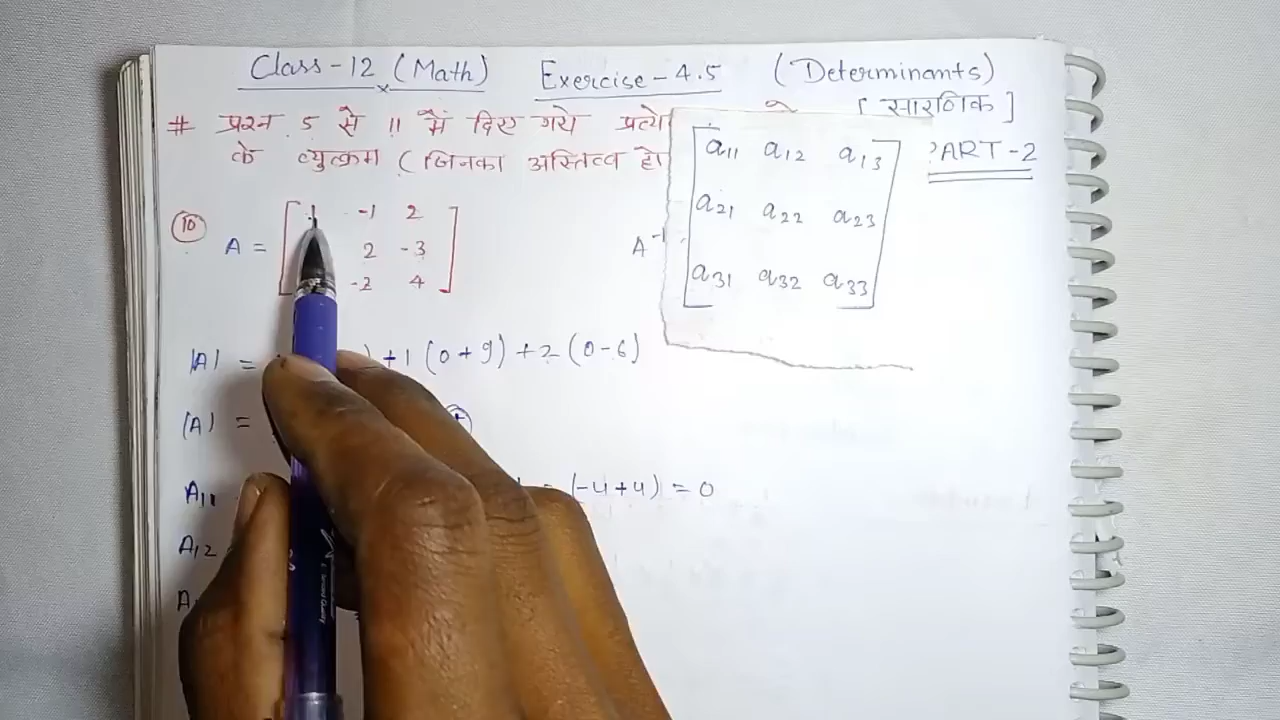 Class-12 (Math) Exercise-4.5 (Determinants)
[सारणिक]
# प्रश्न 5 से 11 में दिए गये
के व्युत्क्रम (जिनका अस्तित्व हो
PART-2
a11 a12 a13
a21 a22 a23
a31 a32 a33
10
A = -1 2
2 -3
-2 4
A-1
|A| = +1 (0+9) +2 (0-6)
|A| =
A11 = (-4+4) = 0
A12